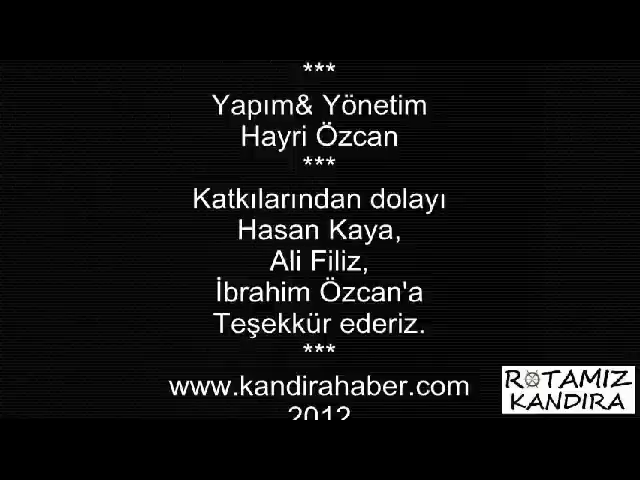 ***
Yapım& Yönetim
Hayri Özcan
***
Katkılarından dolayı
Hasan Kaya,
Ali Filiz,
İbrahim Özcan'a
Teşekkür ederiz.
***
www.kandirahaber.com
2012
ROTAMIZ
KANDIRA